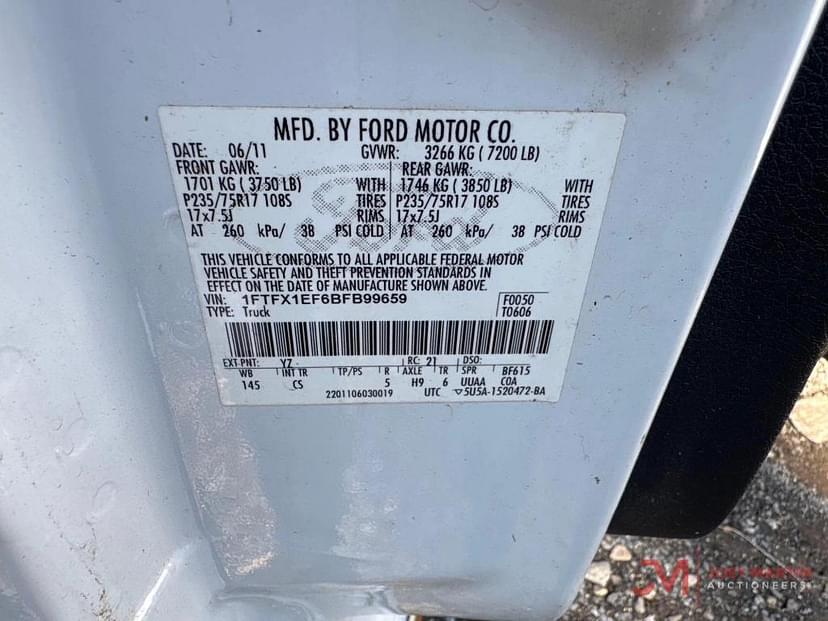 MFD. BY FORD MOTOR CO.
DATE: 06/11 GVWR: 3266 KG ( 7200 LB)
FRONT GAWR: REAR GAWR:
1701 KG ( 3750 LB) WITH 1746 KG ( 3850 LB) WITH
P235/75R17 108S TIRES P235/75R17 108S TIRES
17x7.5J RIMS 17x7.5J RIMS
AT 260 kPa/ 38 PSI COLD AT 260 kPa/ 38 PSI COLD
Ford
THIS VEHICLE CONFORMS TO ALL APPLICABLE FEDERAL MOTOR
VEHICLE SAFETY AND THEFT PREVENTION STANDARDS IN
EFFECT ON THE DATE OF MANUFACTURE SHOWN ABOVE.
VIN: 1FTFX1EF6BFB99659 F0050
TYPE: Truck T0606
EXT PNT: YZ RC: 21 DSO:
WB INT TR TP/PS R AXLE TR SPR BF615
145 CS 5 H9 6 UUAA COA
2201106030019 UTC ▽5U5A-1520472-BA
JM JEFF MARTIN
AUCTIONEERS